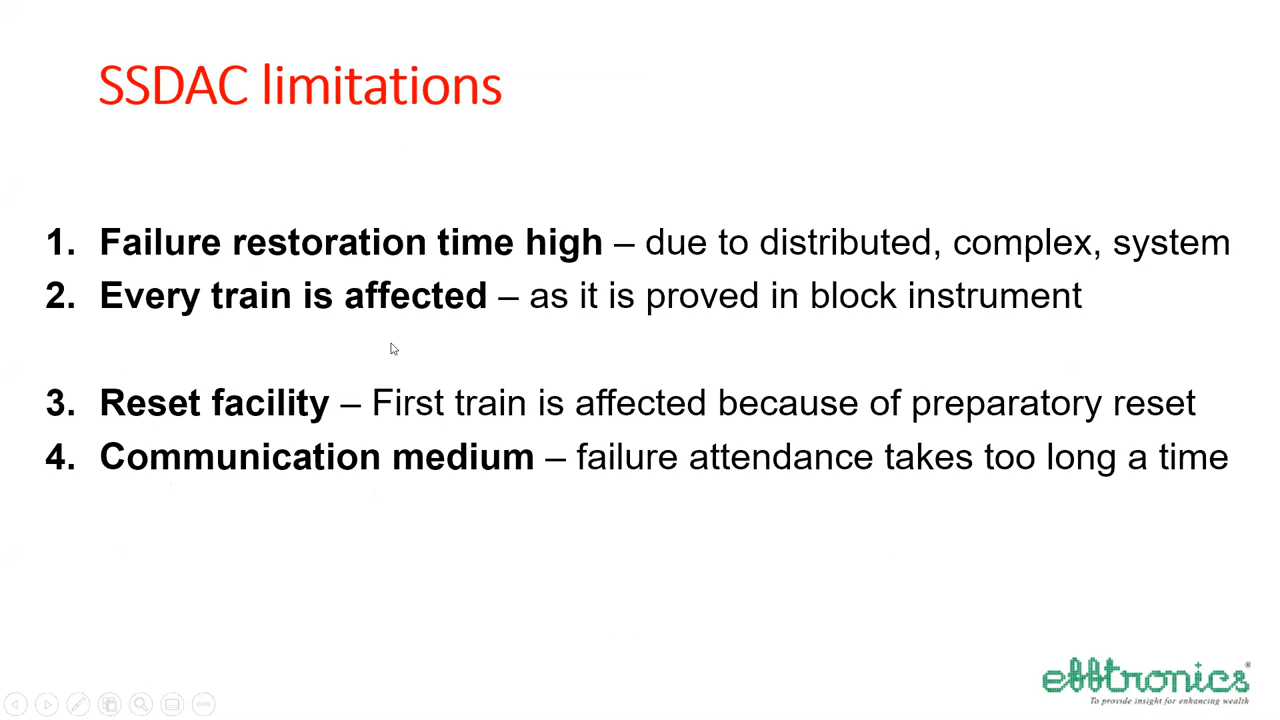 SSDAC limitations
1. Failure restoration time high – due to distributed, complex, system
2. Every train is affected – as it is proved in block instrument
3. Reset facility – First train is affected because of preparatory reset
4. Communication medium – failure attendance takes too long a time
efftronics®
To provide insight for enhancing wealth